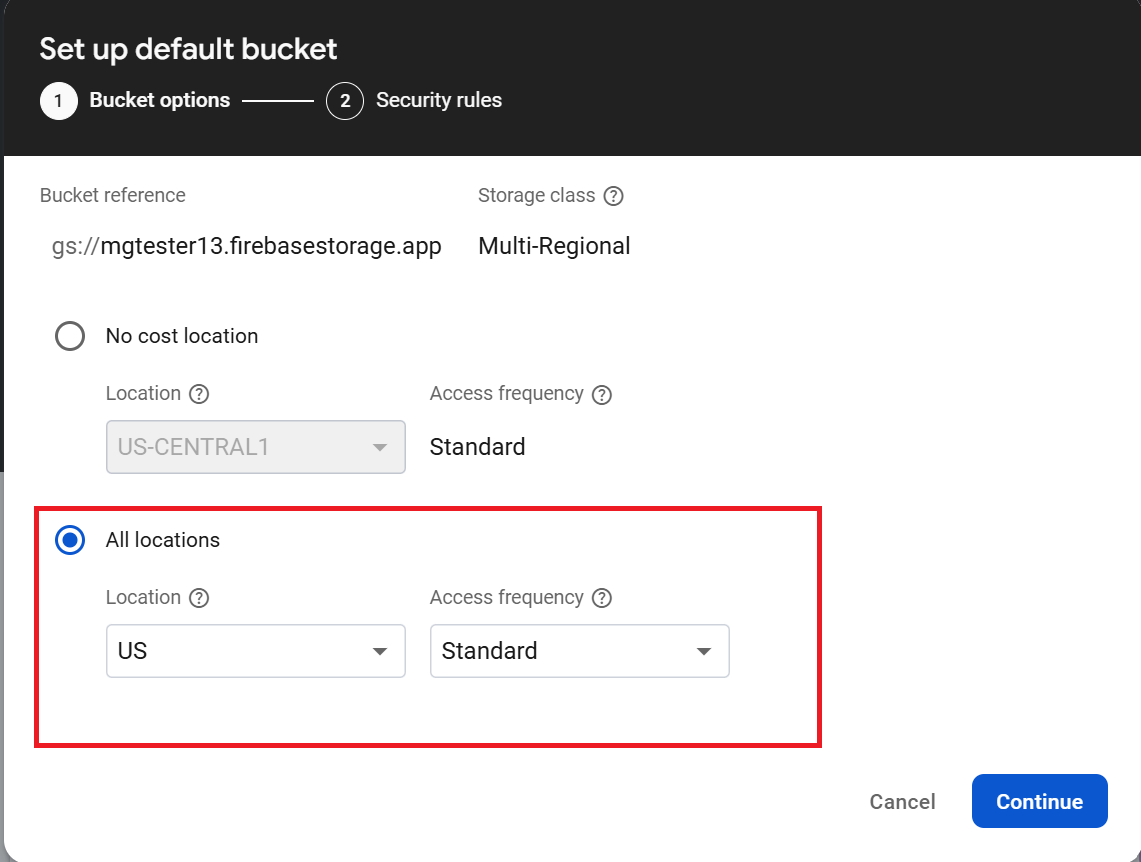 Set up default bucket
1 Bucket options 2 Security rules
Bucket reference Storage class ?
gs://mgtester13.firebasestorage.app Multi-Regional
No cost location
Location ? Access frequency ?
US-CENTRAL1 Standard
All locations
Location ? Access frequency ?
US Standard
Cancel Continue